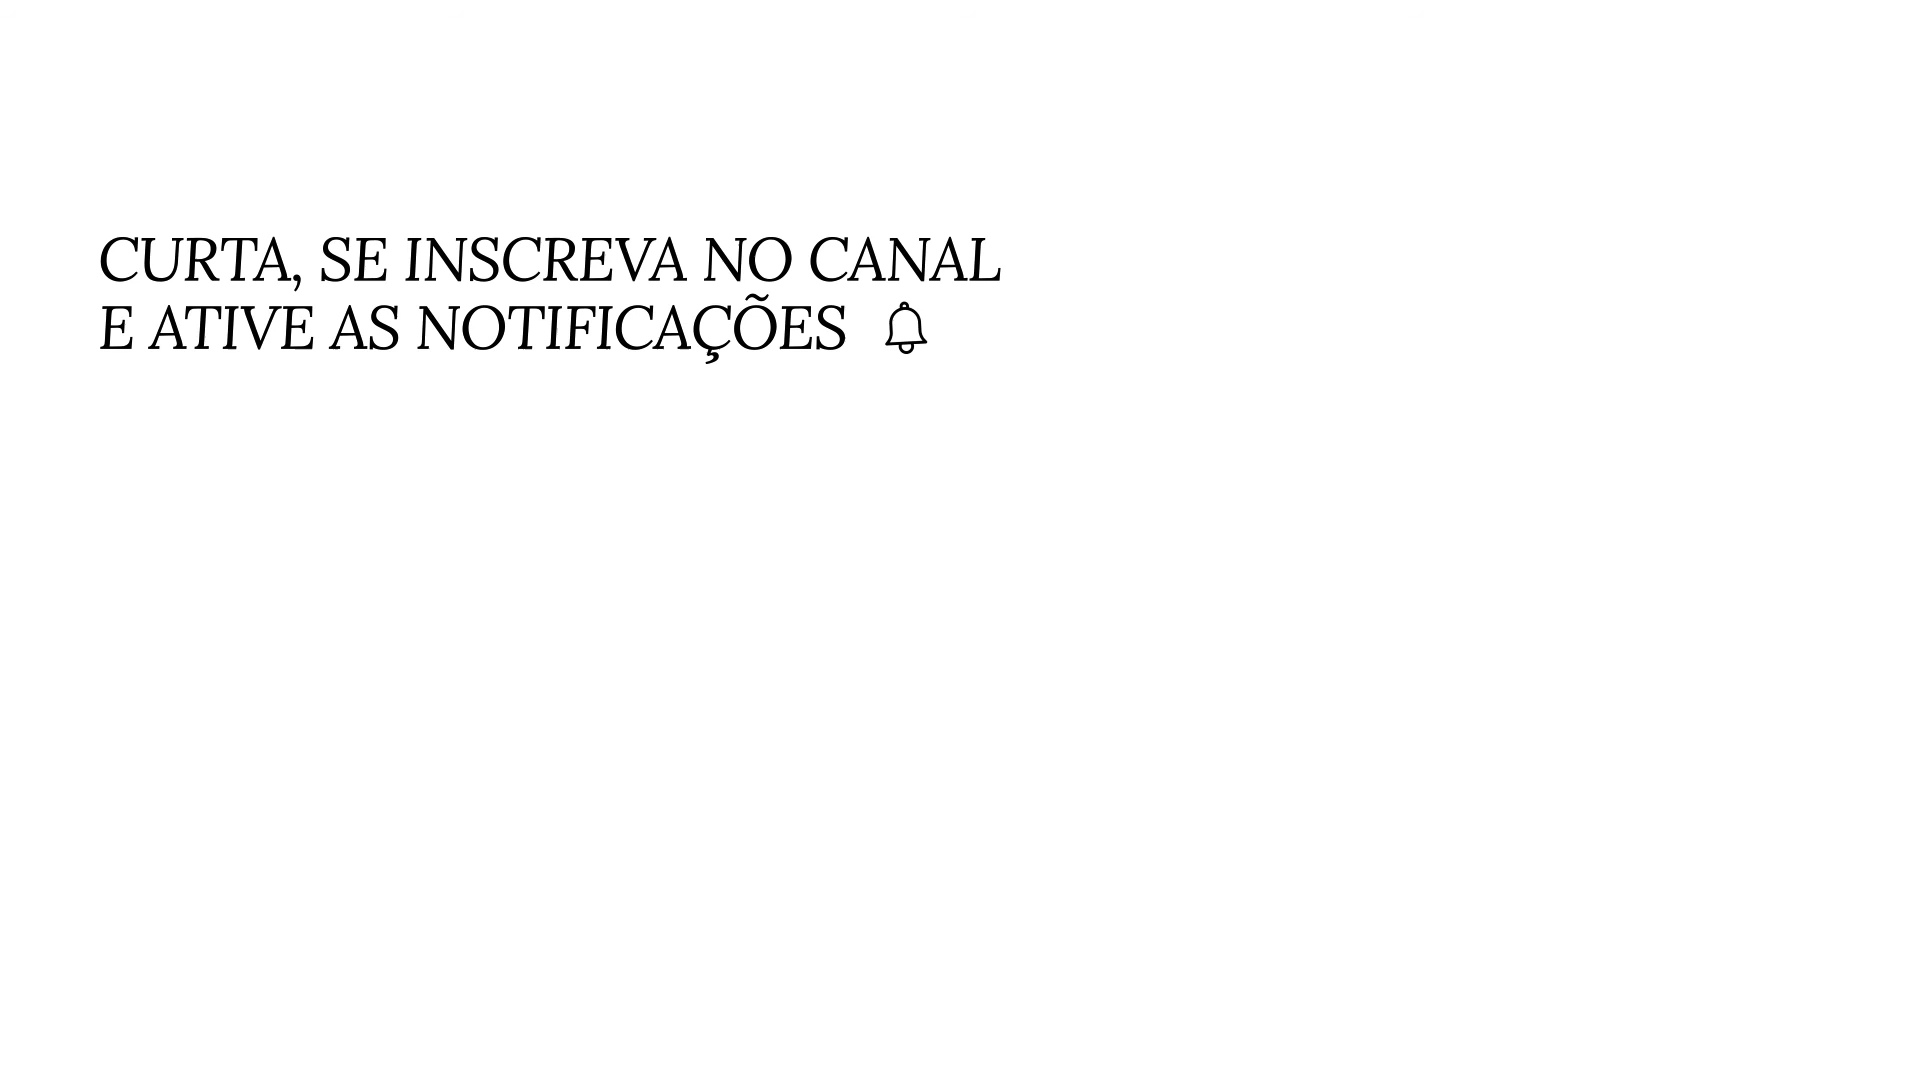 CURTA, SE INSCREVA NO CANAL
E ATIVE AS NOTIFICAÇÕES